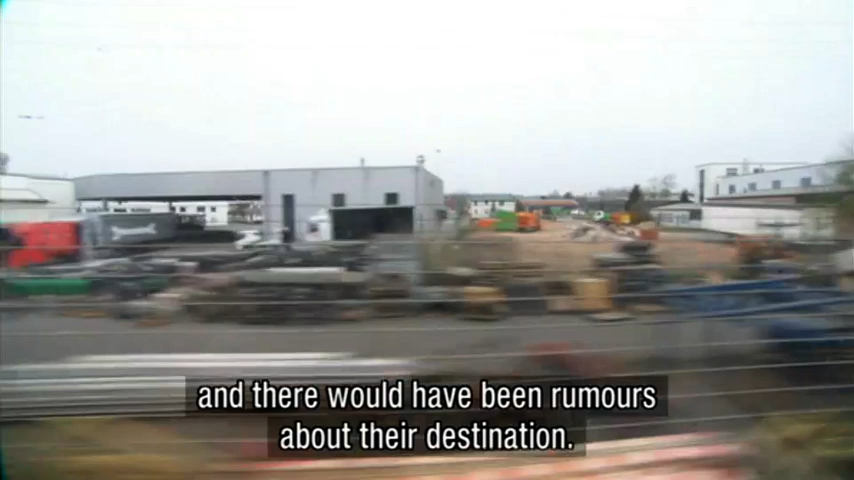 and there would have been rumours
about their destination.